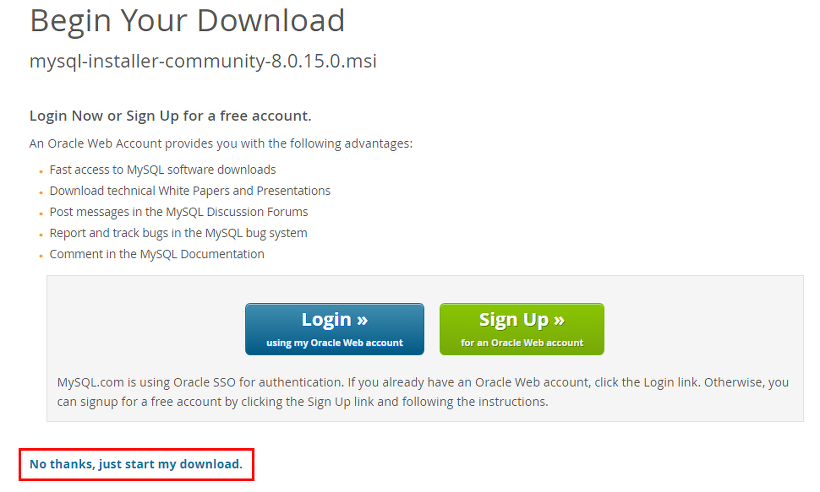 Begin Your Download
mysql-installer-community-8.0.15.0.msi
Login Now or Sign Up for a free account.
An Oracle Web Account provides you with the following advantages:
Fast access to MySQL software downloads
Download technical White Papers and Presentations
Post messages in the MySQL Discussion Forums
Report and track bugs in the MySQL bug system
Comment in the MySQL Documentation
Login »
using my Oracle Web account
Sign Up »
for an Oracle Web account
MySQL.com is using Oracle SSO for authentication. If you already have an Oracle Web account, click the Login link. Otherwise, you
can signup for a free account by clicking the Sign Up link and following the instructions.
No thanks, just start my download.